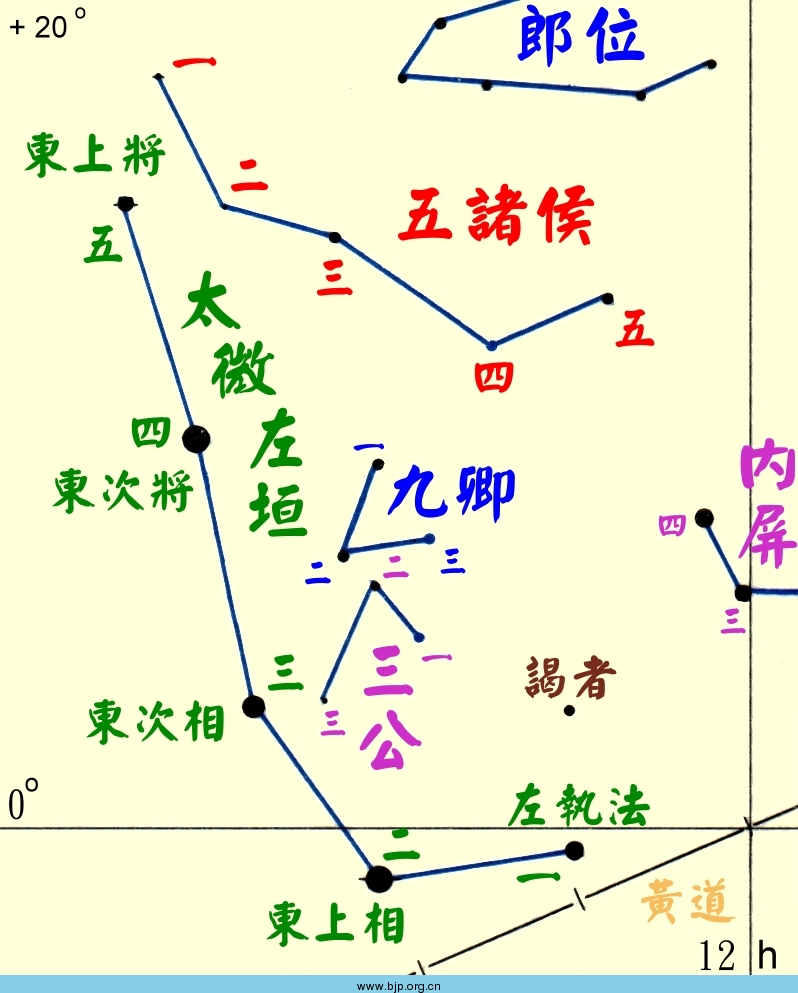 + 20°
郎位
一
東上將
二
五諸侯
五
三
太微左垣
五
四
四
東次將
一
九卿
內屏
四
二
二
三
三
三
三公
一
謁者
東次相
三
0°
左執法
二
一
東上相
黃道
12 h
www.bjp.org.cn